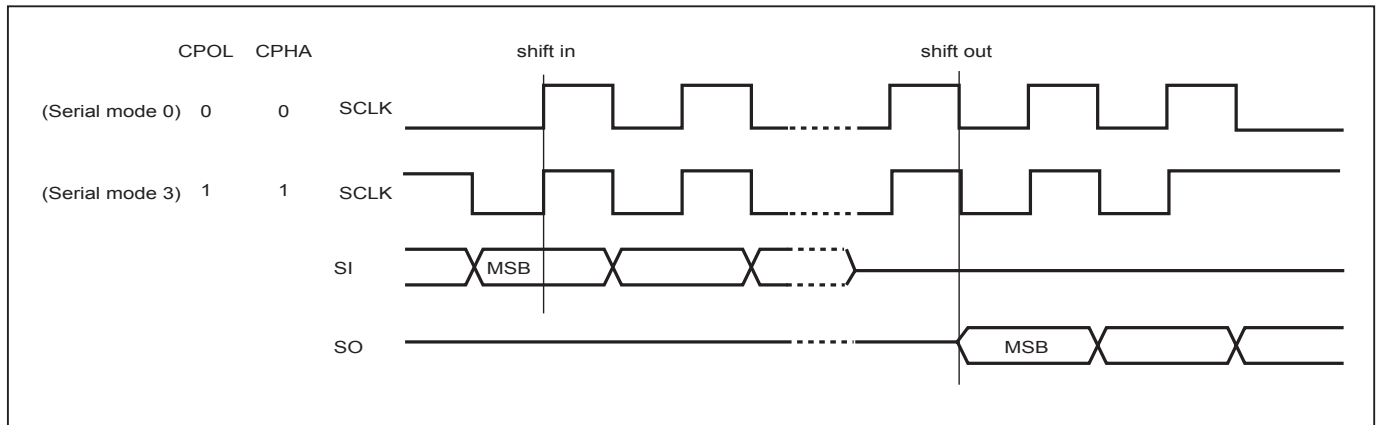 CPOL CPHA shift in shift out
(Serial mode 0) 0 0 SCLK
(Serial mode 3) 1 1 SCLK
SI MSB
SO MSB